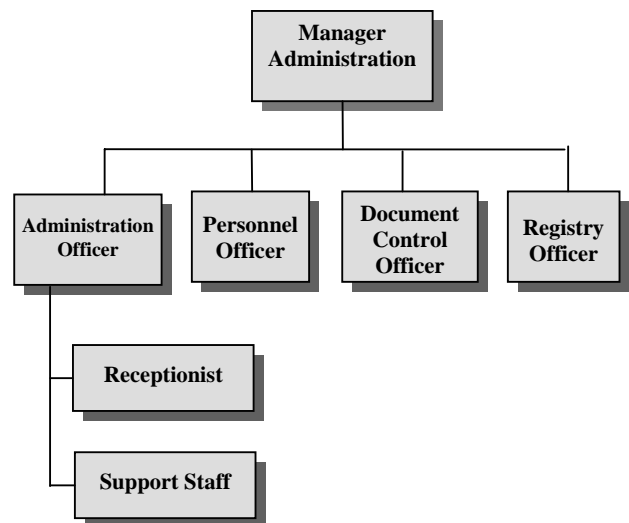 Manager
Administration
Administration
Officer
Personnel
Officer
Document
Control
Officer
Registry
Officer
Receptionist
Support Staff